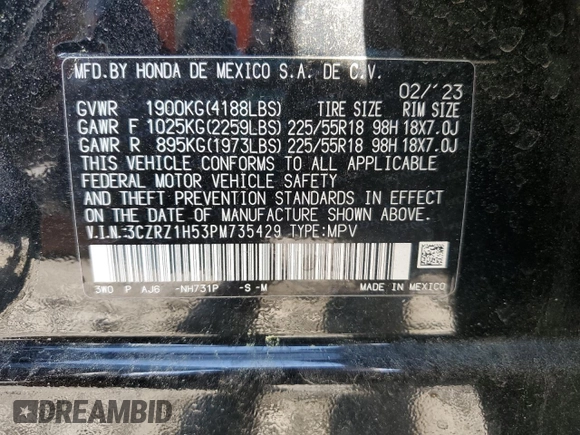 MFD.BY HONDA DE MEXICO S.A. DE C.V.
02/'23
GVWR 1900KG(4188LBS) TIRE SIZE RIM SIZE
GAWR F 1025KG(2259LBS) 225/55R18 98H 18X7.0J
GAWR R 895KG(1973LBS) 225/55R18 98H 18X7.0J
THIS VEHICLE CONFORMS TO ALL APPLICABLE
FEDERAL MOTOR VEHICLE SAFETY
AND THEFT PREVENTION STANDARDS IN EFFECT
ON THE DATE OF MANUFACTURE SHOWN ABOVE.
V.I.N.:3CZRZ1H53PM735429 TYPE:MPV
3W0 P AJ6 -NH731P -S -M MADE IN MEXICO
DREAMBID